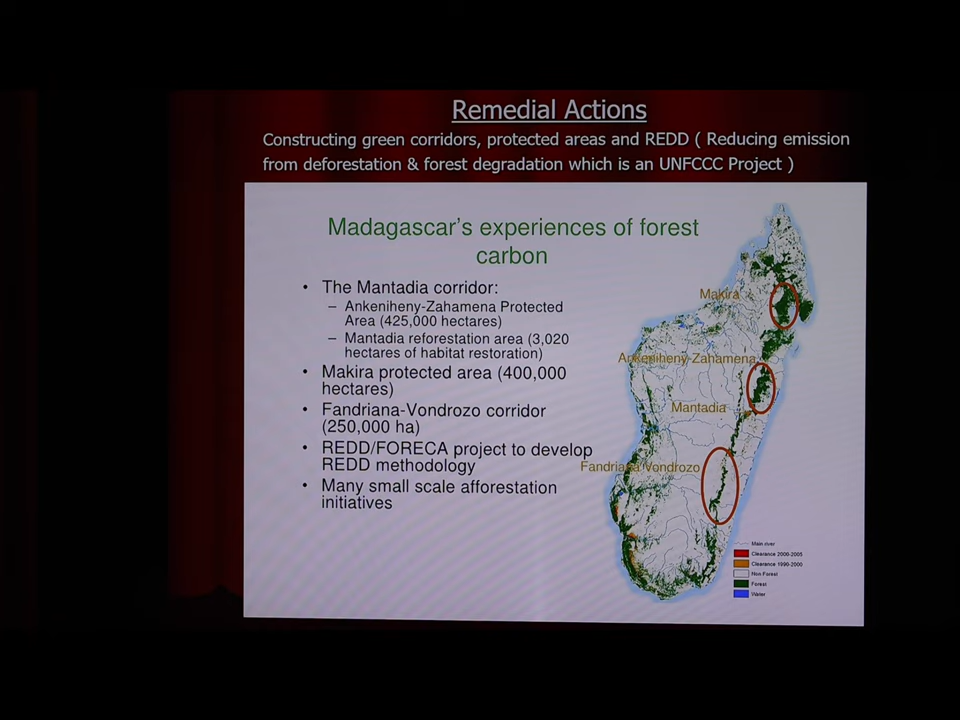 Remedial Actions
Constructing green corridors, protected areas and REDD ( Reducing emission
from deforestation & forest degradation which is an UNFCCC Project )
Madagascar's experiences of forest
carbon
• The Mantadia corridor:
– Ankeniheny-Zahamena Protected
Area (425,000 hectares)
– Mantadia reforestation area (3,020
hectares of habitat restoration)
• Makira protected area (400,000
hectares)
• Fandriana-Vondrozo corridor
(250,000 ha)
• REDD/FORECA project to develop
REDD methodology
• Many small scale afforestation
initiatives
Makira
Ankeniheny-Zahamena
Mantadia
Fandriana Vondrozo
Main river
Clearance 2000-2005
Clearance 1990-2000
Non-Forest
Forest
Water